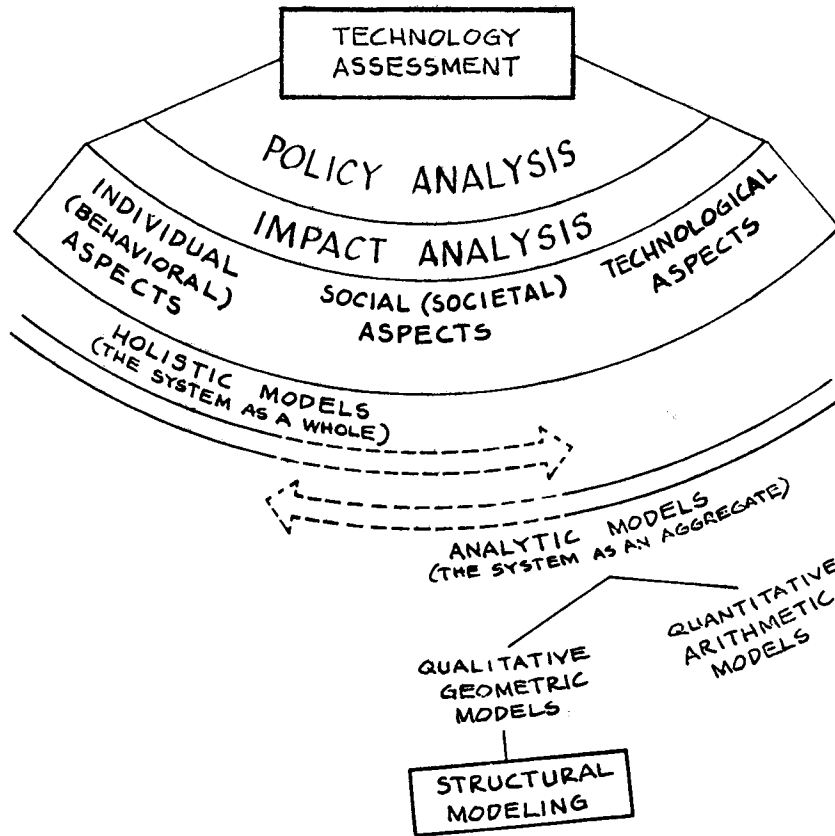 TECHNOLOGY
ASSESSMENT
POLICY ANALYSIS
IMPACT ANALYSIS
INDIVIDUAL
(BEHAVIORAL)
ASPECTS
SOCIAL (SOCIETAL)
ASPECTS
TECHNOLOGICAL
ASPECTS
HOLISTIC MODELS
(THE SYSTEM AS A WHOLE)
ANALYTIC MODELS
(THE SYSTEM AS AN AGGREGATE)
QUALITATIVE
GEOMETRIC
MODELS
QUANTITATIVE
ARITHMETIC
MODELS
STRUCTURAL
MODELING